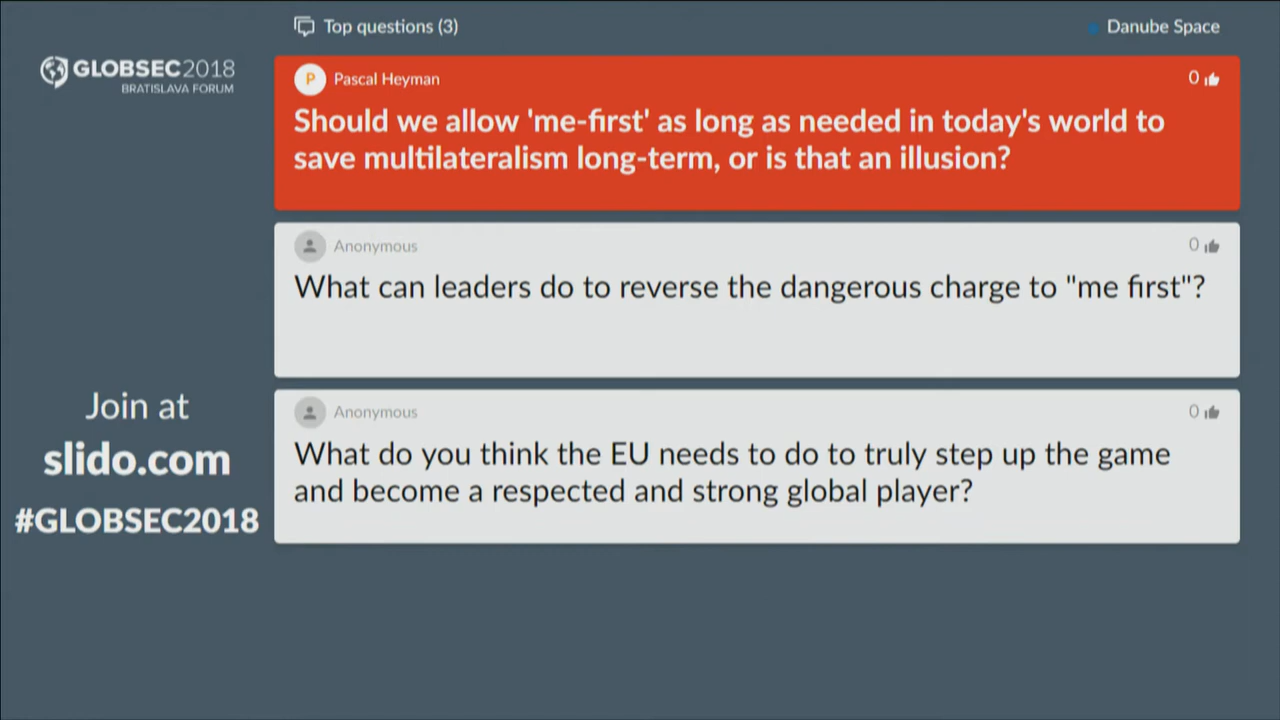 Top questions (3)
Danube Space
GLOBSEC2018
BRATISLAVA FORUM
P Pascal Heyman
0
Should we allow 'me-first' as long as needed in today's world to
save multilateralism long-term, or is that an illusion?
Anonymous
0
What can leaders do to reverse the dangerous charge to "me first"?
Anonymous
0
What do you think the EU needs to do to truly step up the game
and become a respected and strong global player?
Join at
slido.com
#GLOBSEC2018